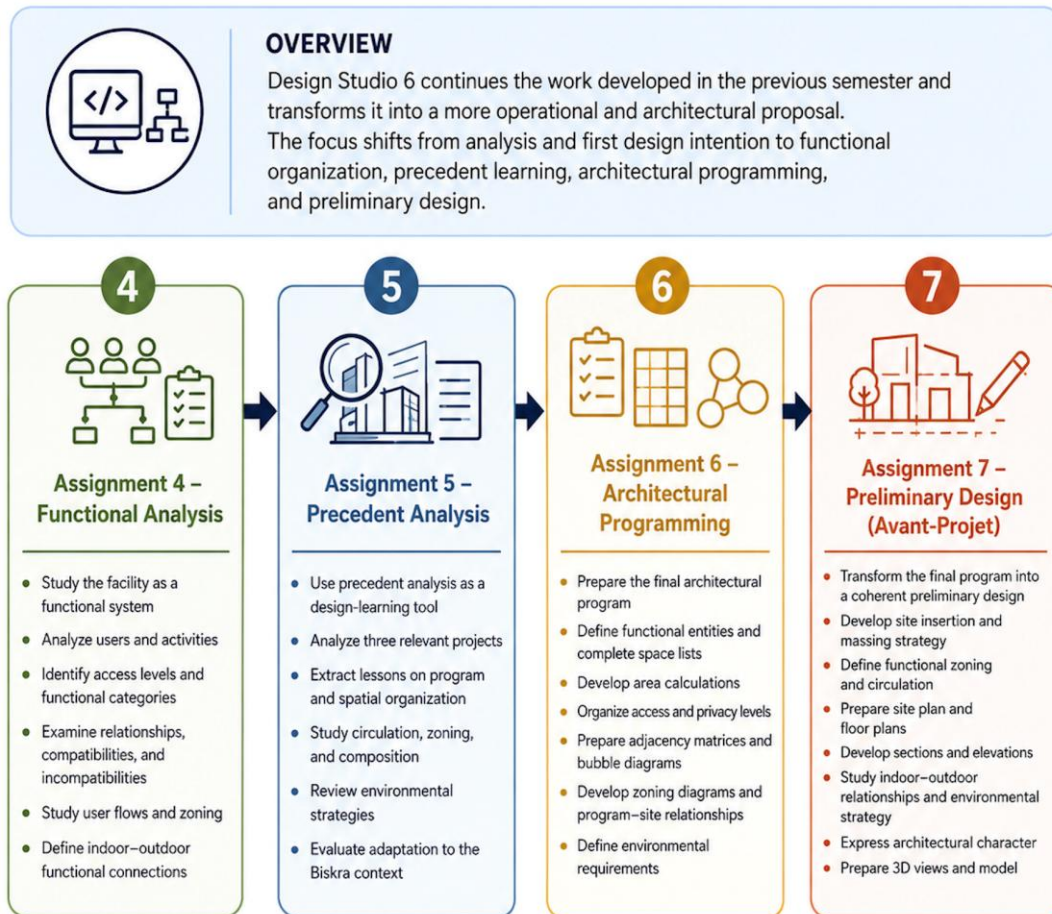 </>
OVERVIEW
Design Studio 6 continues the work developed in the previous semester and
transforms it into a more operational and architectural proposal.
The focus shifts from analysis and first design intention to functional
organization, precedent learning, architectural programming,
and preliminary design.
4
Assignment 4 –
Functional Analysis
Study the facility as a
functional system
Analyze users and activities
Identify access levels and
functional categories
Examine relationships,
compatibilities, and
incompatibilities
Study user flows and zoning
Define indoor–outdoor
functional connections
5
Assignment 5 –
Precedent Analysis
Use precedent analysis as a
design-learning tool
Analyze three relevant projects
Extract lessons on program
and spatial organization
Study circulation, zoning,
and composition
Review environmental
strategies
Evaluate adaptation to the
Biskra context
6
Assignment 6 –
Architectural
Programming
Prepare the final architectural
program
Define functional entities and
complete space lists
Develop area calculations
Organize access and privacy levels
Prepare adjacency matrices and
bubble diagrams
Develop zoning diagrams and
program–site relationships
Define environmental
requirements
7
Assignment 7 –
Preliminary Design
(Avant-Projet)
Transform the final program into
a coherent preliminary design
Develop site insertion and
massing strategy
Define functional zoning
and circulation
Prepare site plan and
floor plans
Develop sections and elevations
Study indoor–outdoor
relationships and environmental
strategy
Express architectural character
Prepare 3D views and model